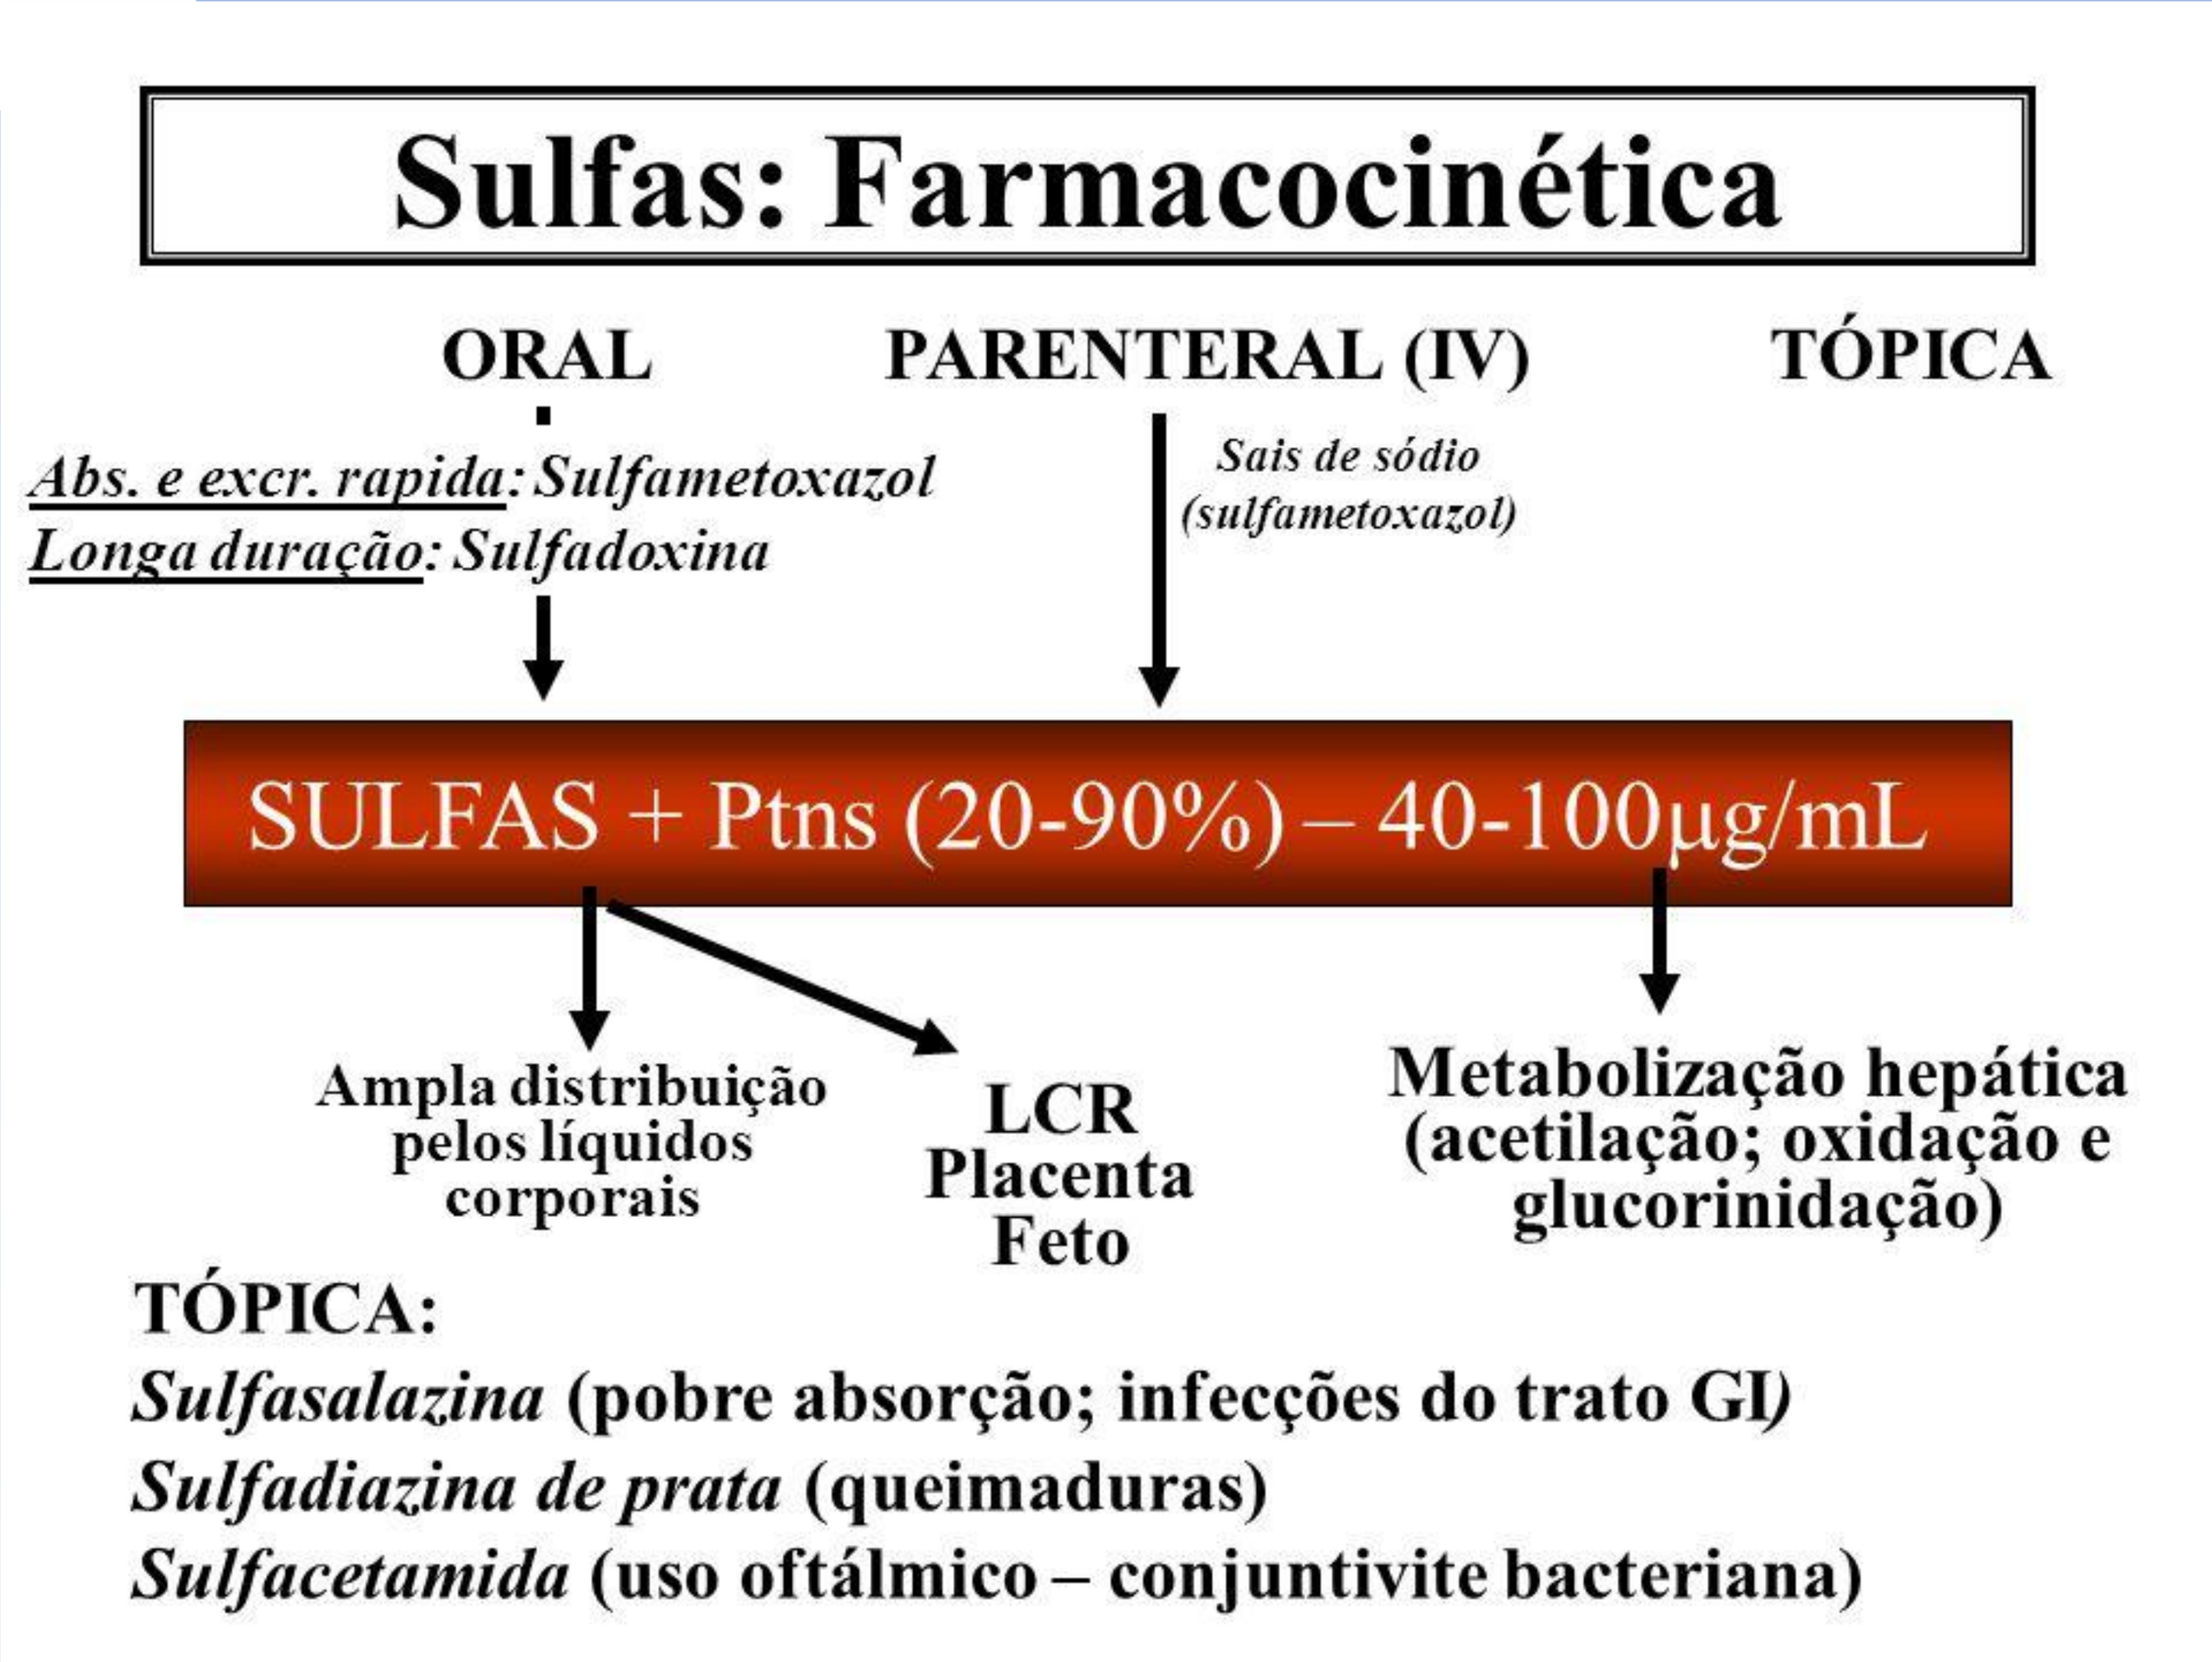 Sulfas: Farmacocinética
ORAL
PARENTERAL (IV)
TÓPICA
Abs. e excr. rapida: Sulfametoxazol
Longa duração: Sulfadoxina
Sais de sódio
(sulfametoxazol)
SULFAS + Ptns (20-90%) – 40-100µg/mL
Ampla distribuição
pelos líquidos
corporais
LCR
Placenta
Feto
Metabolização hepática
(acetilação; oxidação e
glucorinidação)
TÓPICA:
Sulfasalazina (pobre absorção; infecções do trato GI)
Sulfadiazina de prata (queimaduras)
Sulfacetamida (uso oftálmico – conjuntivite bacteriana)